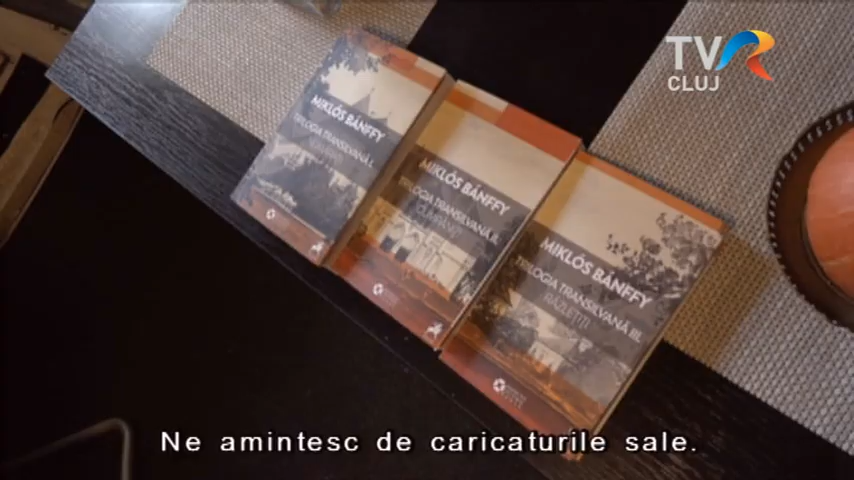 TVR
CLUJ
MIKLÓS BÁNFFY
TRILOGIA TRANSILVANĂ I.
MIKLÓS BÁNFFY
TRILOGIA TRANSILVANĂ II.
MIKLÓS BÁNFFY
TRILOGIA TRANSILVANĂ III.
RĂZLEȚIȚI
Ne amintesc de caricaturile sale.